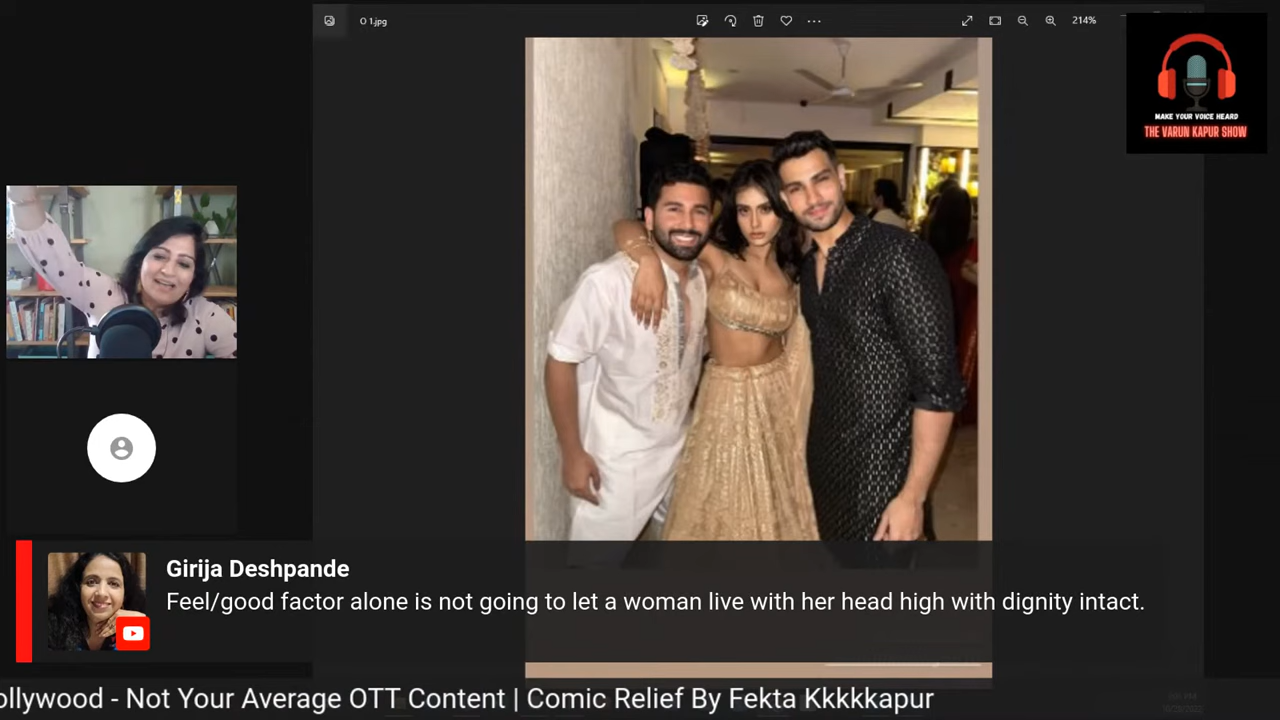 O 1.jpg
214%
MAKE YOUR VOICE HEARD
THE VARUN KAPUR SHOW
Girija Deshpande
Feel/good factor alone is not going to let a woman live with her head high with dignity intact.
ollywood - Not Your Average OTT Content | Comic Relief By Fekta Kkkkkapur